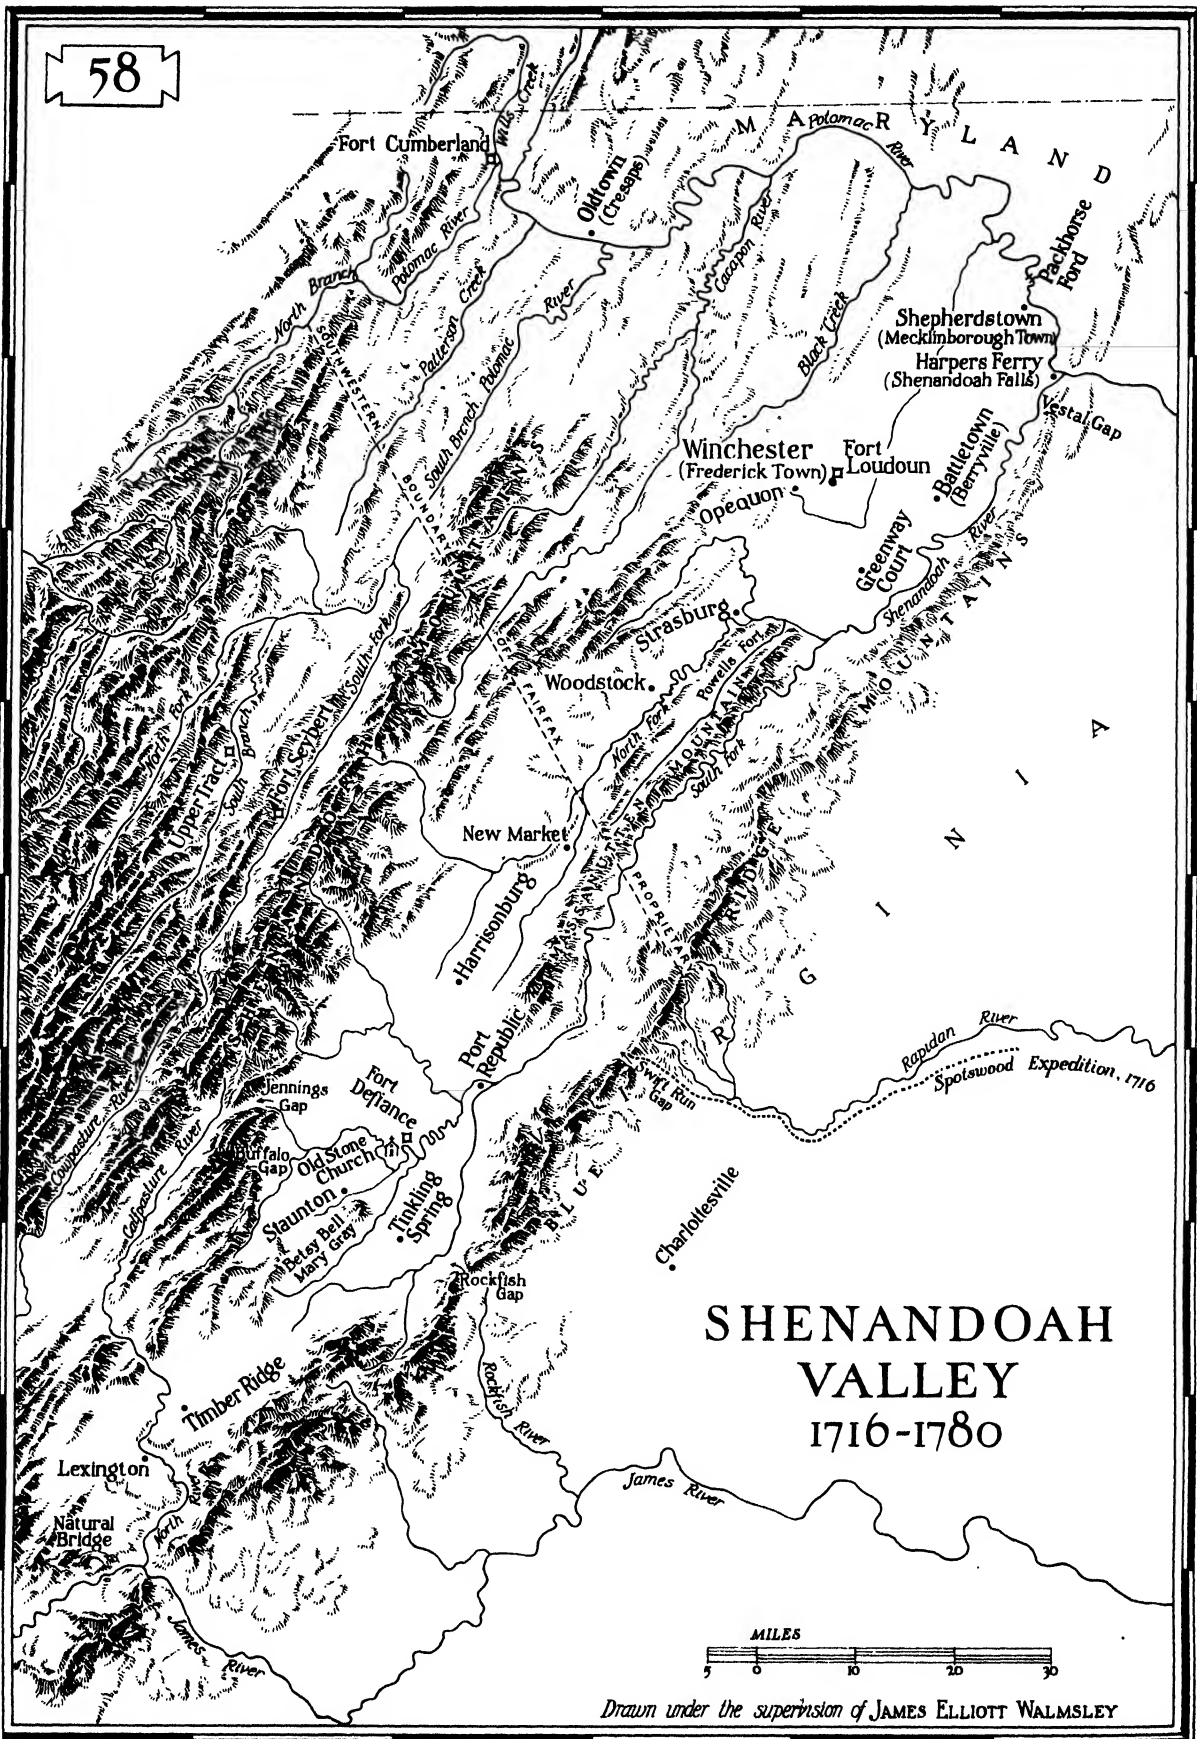 58
MARYLAND
Potomac
River
Fort Cumberland
Wills Creek
Oldtown
(Cresaps)
Packhorse
Ford
North Branch
Potomac River
Patterson Creek
South Branch Potomac River
Cacapon River
Black Creek
Shepherdstown
(Mecklinborough Town)
Harpers Ferry
(Shenandoah Falls)
Vestal Gap
SOUTHWESTERN
BOUNDARY
OF
FAIRFAX
PROPRIETARY
Winchester
(Frederick Town)
Fort
Loudoun
Battletown
(Berryville)
Opequon
Greenway
Court
Shenandoah River
Strasburg
Woodstock
Powells Fort
North Fork
South Fork
MASSANUTTEN MOUNTAIN
BLUE RIDGE MOUNTAINS
SHENANDOAH MOUNTAINS
North Fork
South Branch
South Fork
Upper Tract
Fort Seybert
New Market
Harrisonburg
VIRGINIA
Port
Republic
Swift Run
Gap
Rapidan River
Spotswood Expedition, 1716
Jennings
Gap
Fort
Defiance
Buffalo
Gap
Old Stone
Church
Staunton
Betsy Bell
Mary Gray
Tinkling
Spring
Cowpasture River
Calfpasture River
Charlottesville
Rockfish
Gap
Rockfish River
Timber Ridge
Lexington
North River
Natural
Bridge
James River
James River
SHENANDOAH
VALLEY
1716-1780
MILES
5 0 10 20 30
Drawn under the supervision of JAMES ELLIOTT WALMSLEY